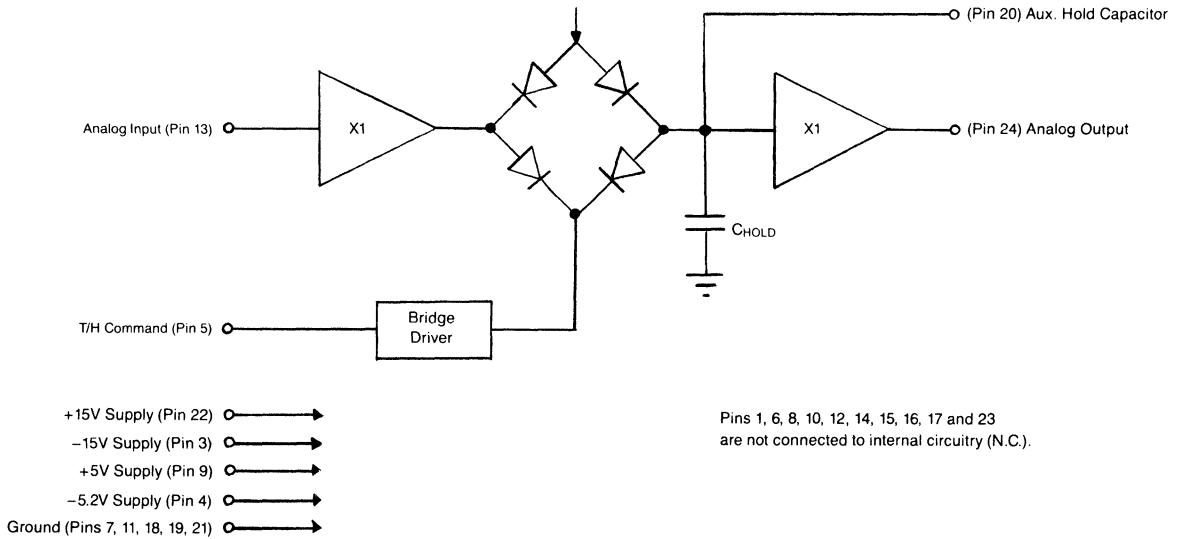 (Pin 20) Aux. Hold Capacitor
Analog Input (Pin 13)
X1
X1
(Pin 24) Analog Output
CHOLD
T/H Command (Pin 5)
Bridge
Driver
+15V Supply (Pin 22)
−15V Supply (Pin 3)
+5V Supply (Pin 9)
−5.2V Supply (Pin 4)
Ground (Pins 7, 11, 18, 19, 21)
Pins 1, 6, 8, 10, 12, 14, 15, 16, 17 and 23
are not connected to internal circuitry (N.C.).